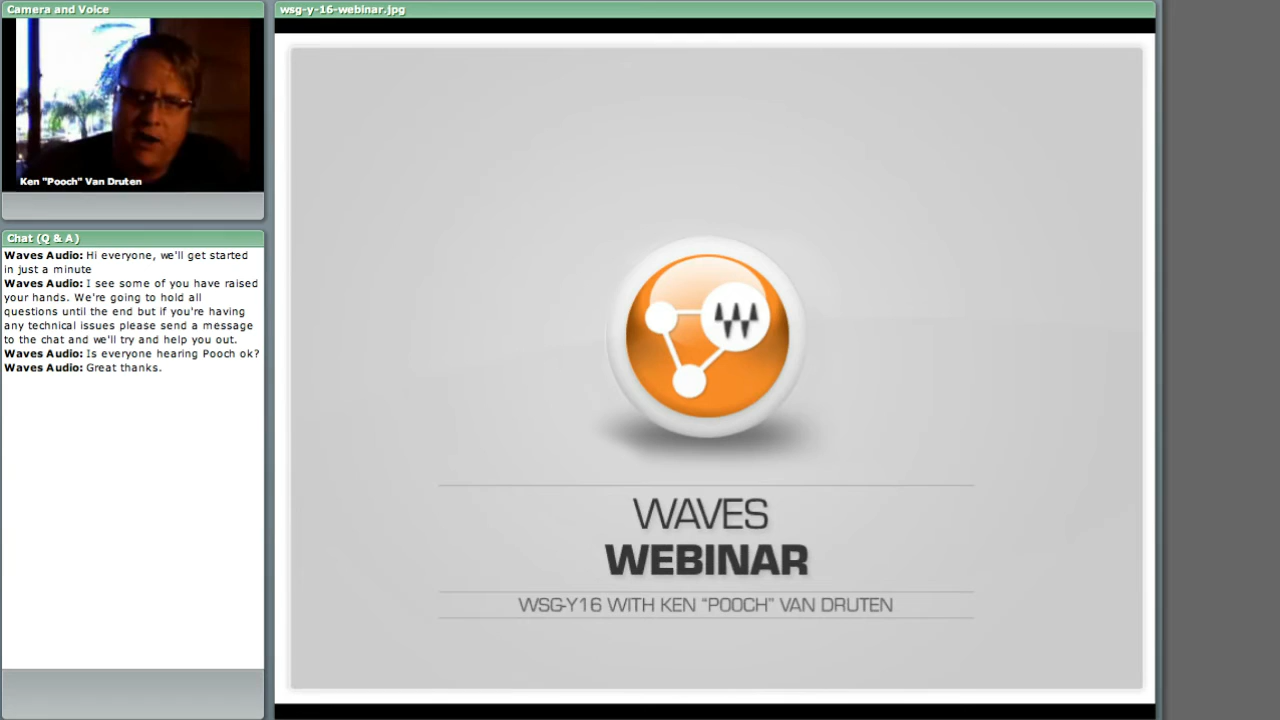 Camera and Voice
Ken "Pooch" Van Druten
Chat (Q & A)
Waves Audio: Hi everyone, we'll get started
in just a minute
Waves Audio: I see some of you have raised
your hands. We're going to hold all
questions until the end but if you're having
any technical issues please send a message
to the chat and we'll try and help you out.
Waves Audio: Is everyone hearing Pooch ok?
Waves Audio: Great thanks.
wsg-y-16-webinar.jpg
W
WAVES
WEBINAR
WSG-Y16 WITH KEN “POOCH” VAN DRUTEN